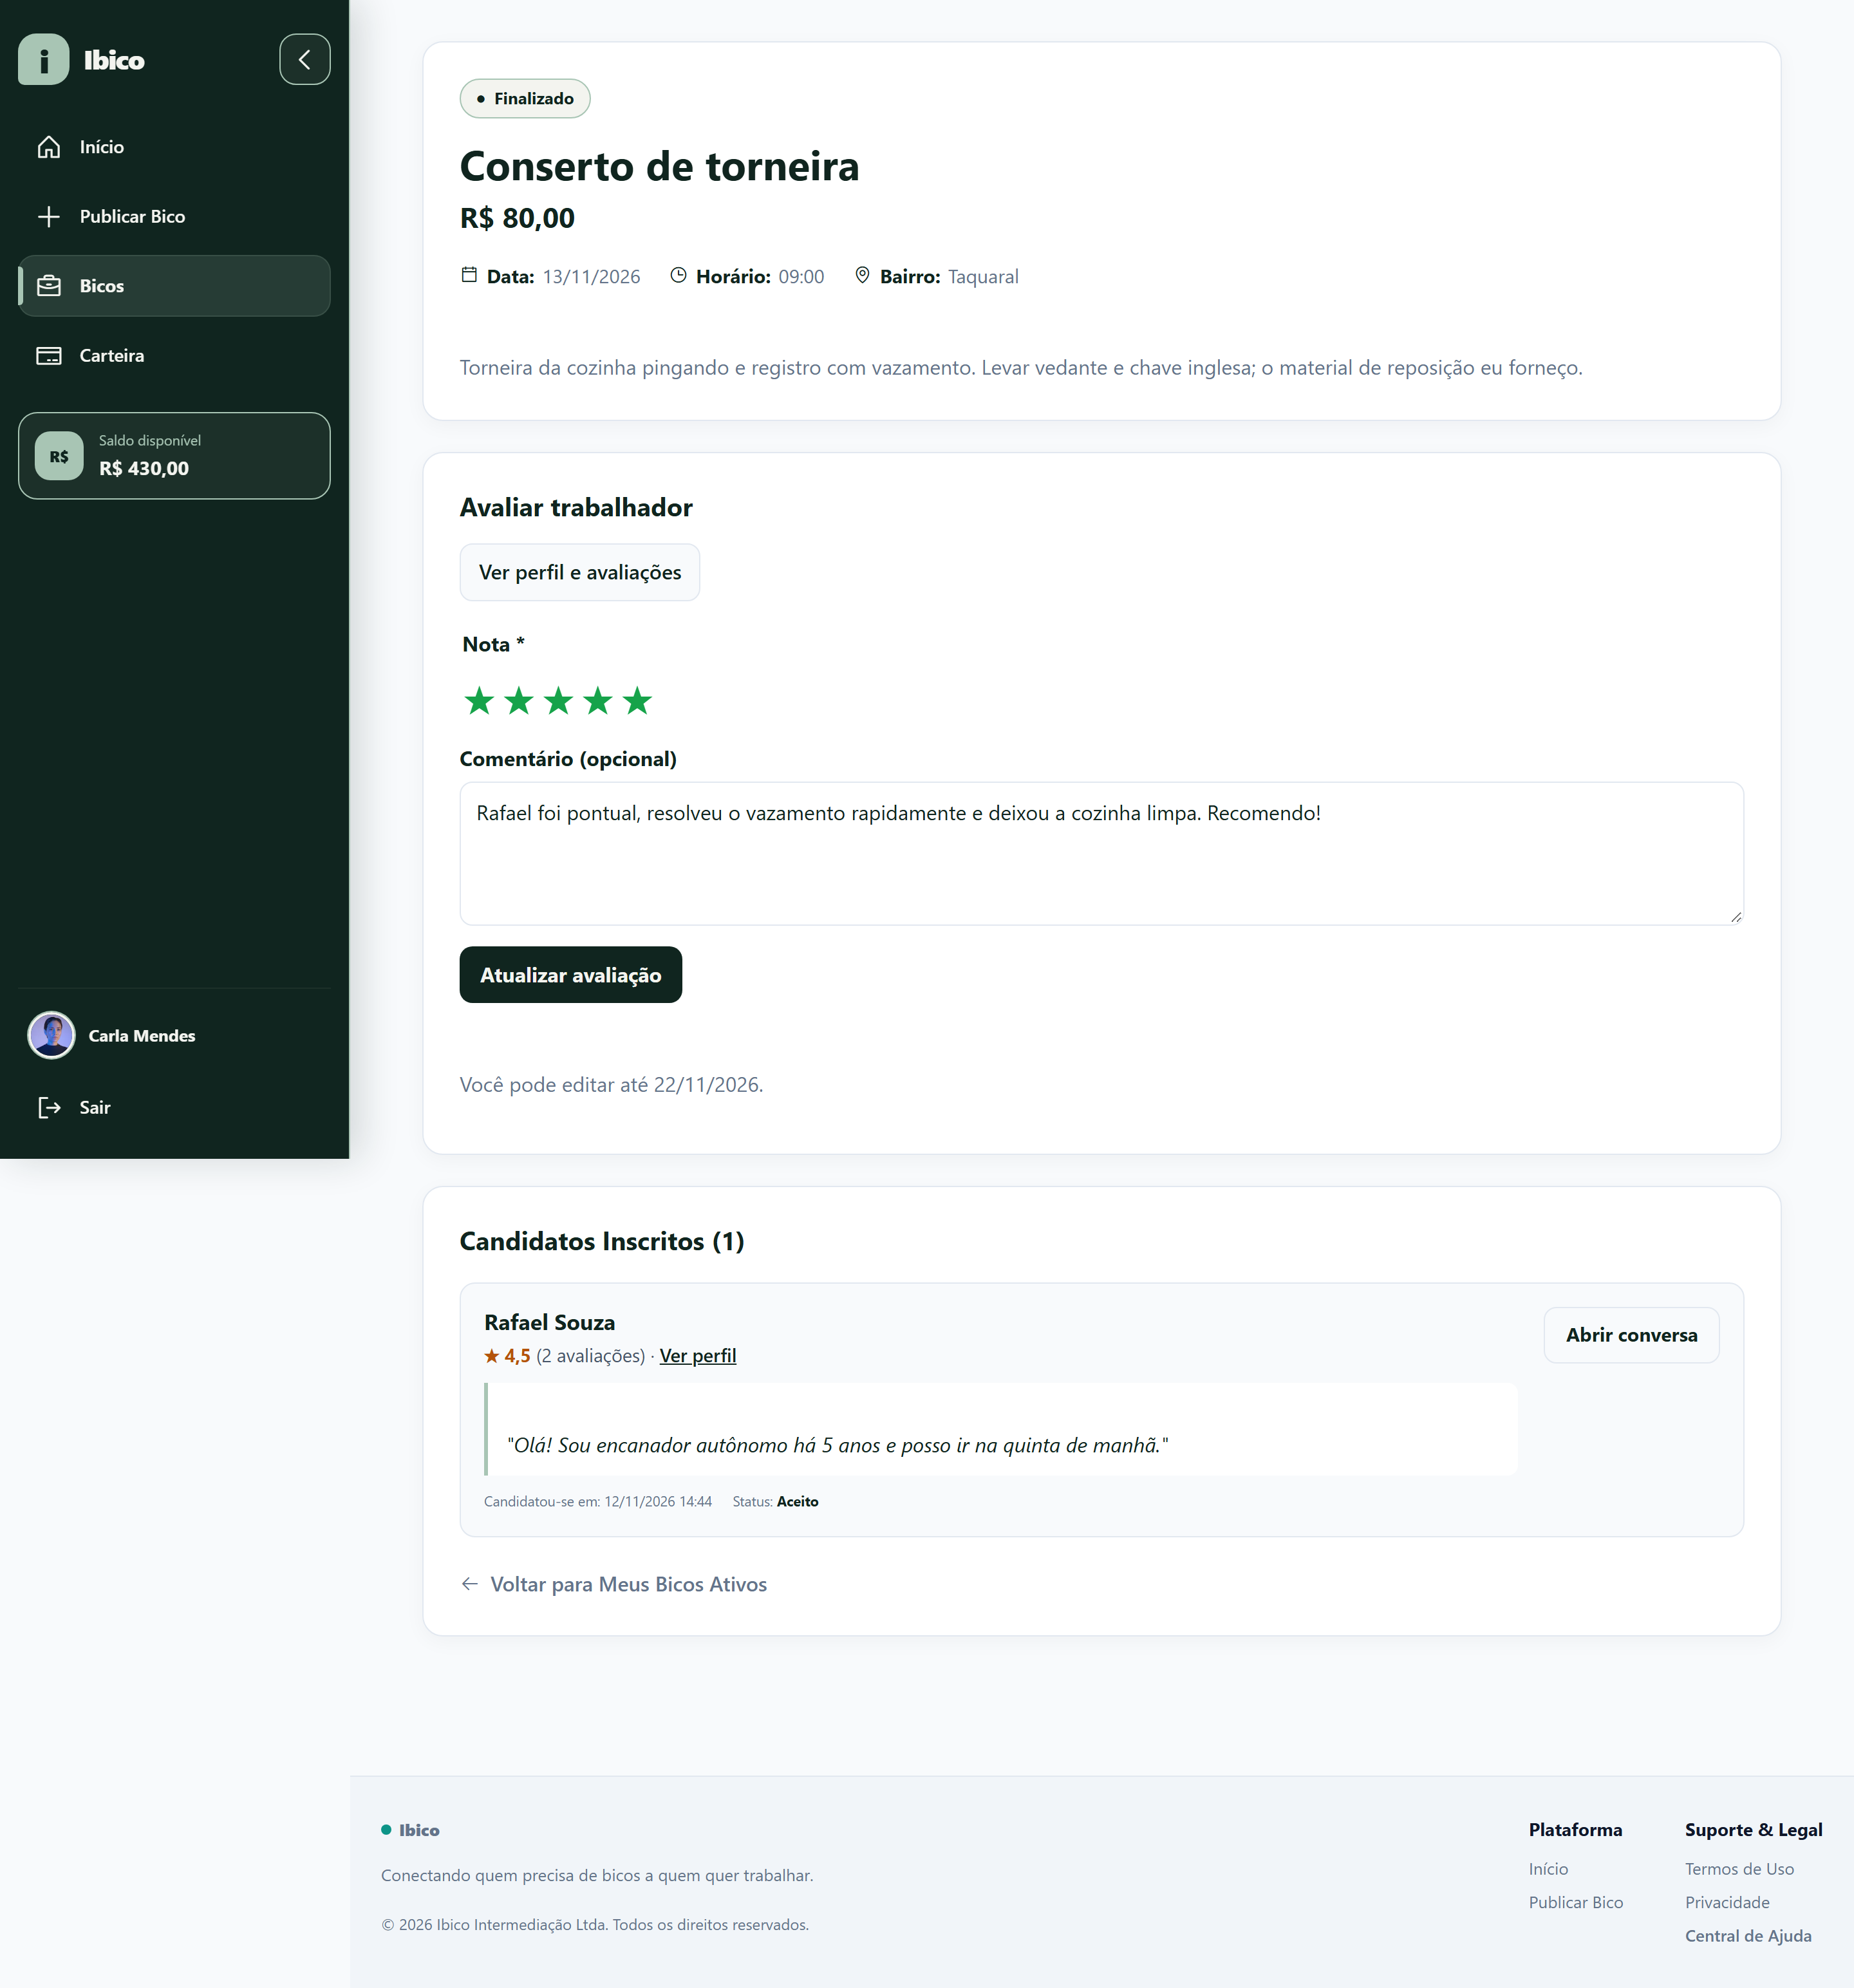 i
Ibico
Início
Publicar Bico
Bicos
Carteira
R$
Saldo disponível
R$ 430,00
Carla Mendes
Sair
Finalizado
Conserto de torneira
R$ 80,00
Data: 13/11/2026 Horário: 09:00 Bairro: Taquaral
Torneira da cozinha pingando e registro com vazamento. Levar vedante e chave inglesa; o material de reposição eu forneço.
Avaliar trabalhador
Ver perfil e avaliações
Nota *
★★★★★
Comentário (opcional)
Rafael foi pontual, resolveu o vazamento rapidamente e deixou a cozinha limpa. Recomendo!
Atualizar avaliação
Você pode editar até 22/11/2026.
Candidatos Inscritos (1)
Rafael Souza
★ 4,5 (2 avaliações) · Ver perfil
Abrir conversa
"Olá! Sou encanador autônomo há 5 anos e posso ir na quinta de manhã."
Candidatou-se em: 12/11/2026 14:44 Status: Aceito
← Voltar para Meus Bicos Ativos
Ibico
Conectando quem precisa de bicos a quem quer trabalhar.
© 2026 Ibico Intermediação Ltda. Todos os direitos reservados.
Plataforma
Início
Publicar Bico
Suporte & Legal
Termos de Uso
Privacidade
Central de Ajuda